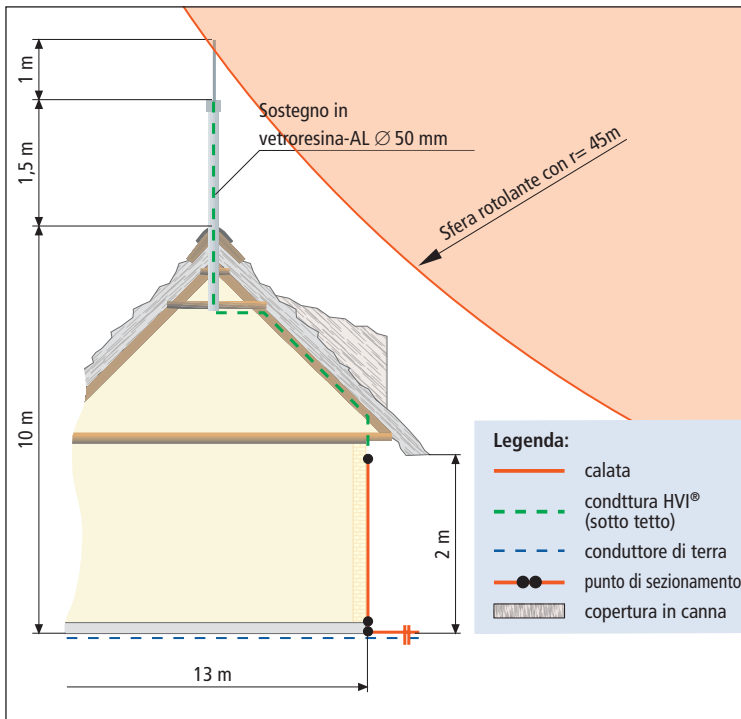 1 m
1,5 m
10 m
Sostegno in
vetroresina-AL ∅ 50 mm
Sfera rotolante con r= 45m
2 m
13 m
Legenda:
calata
condttura HVI®
(sotto tetto)
conduttore di terra
punto di sezionamento
copertura in canna